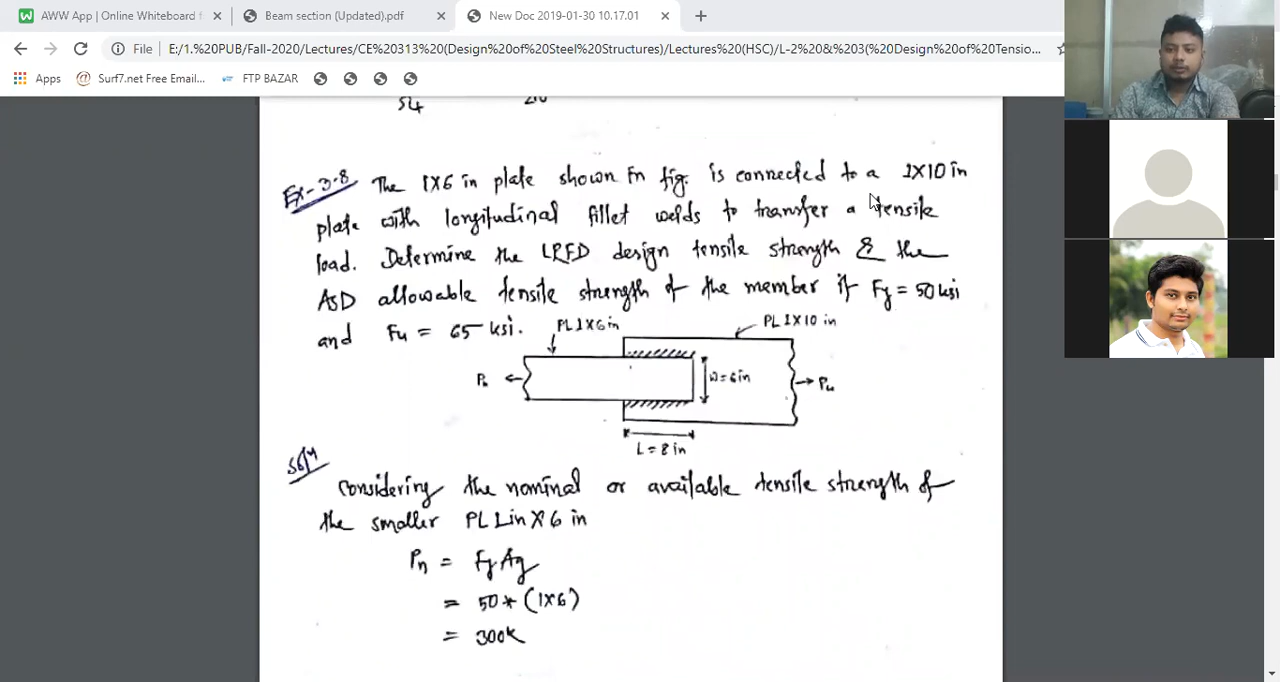 AWW App | Online Whiteboard f
Beam section (Updated).pdf
New Doc 2019-01-30 10.17.01
File
E:/1.%20PUB/Fall-2020/Lectures/CE%20313%20(Design%20of%20Steel%20Structures)/Lectures%20(HSC)/L-2%20&%203(%20Design%20of%20Tensio...
Apps
Surf7.net Free Email...
FTP BAZAR
54
210
Ex-3-8 The 1X6 in plate shown in fig. is connected to a 1X10 in
plate with longitudinal fillet welds to transfer a tensile
load. Determine the LRFD design tensile strength & the
ASD allowable tensile strength of the member if Fy = 50 ksi
and Fu = 65 ksi.
PL 1X6 in
PL 1X10 in
Pu
W=6in
Pu
L = 8 in
Soln
Considering the nominal or available tensile strength of
the smaller PL 1in X 6 in
Pn = Fy Ag
= 50 * (1X6)
= 300k